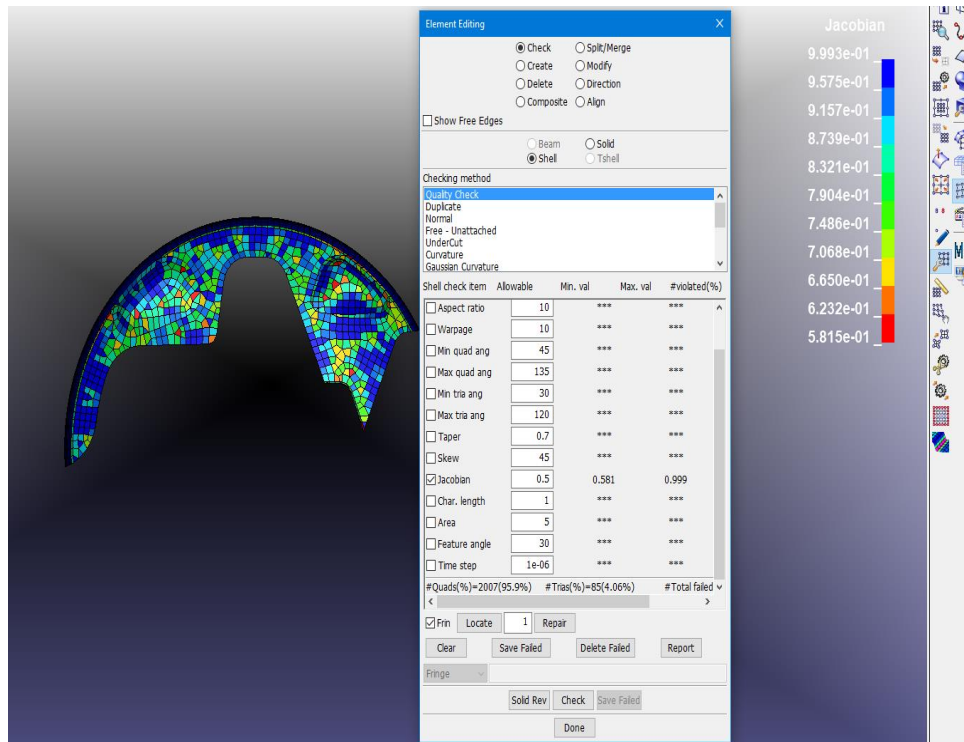 Element Editing
Check Split/Merge
Create Modify
Delete Direction
Composite Align
Show Free Edges
Beam Solid
Shell Tshell
Checking method
Quality Check
Duplicate
Normal
Free - Unattached
UnderCut
Curvature
Gaussian Curvature
Shell check item Allowable Min. val Max. val #violated(%)
Aspect ratio 10 *** ***
Warpage 10 *** ***
Min quad ang 45 *** ***
Max quad ang 135 *** ***
Min tria ang 30 *** ***
Max tria ang 120 *** ***
Taper 0.7 *** ***
Skew 45 *** ***
Jacobian 0.5 0.581 0.999
Char. length 1 *** ***
Area 5 *** ***
Feature angle 30 *** ***
Time step 1e-06 *** ***
#Quads(%)=2007(95.9%) #Trias(%)=85(4.06%) #Total failed
Frin Locate 1 Repair
Clear Save Failed Delete Failed Report
Fringe
Solid Rev Check Save Failed
Done
Jacobian
9.993e-01
9.575e-01
9.157e-01
8.739e-01
8.321e-01
7.904e-01
7.486e-01
7.068e-01
6.650e-01
6.232e-01
5.815e-01